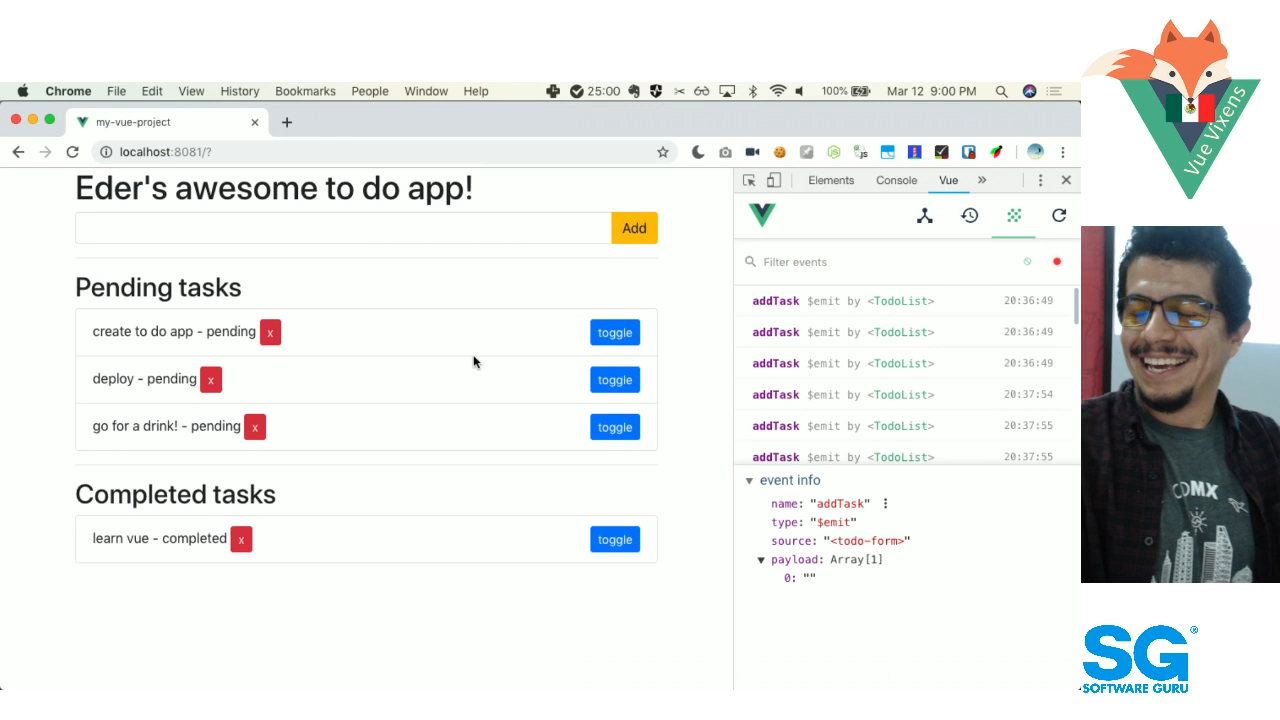 Chrome File Edit View History Bookmarks People Window Help 25:00 100% Mar 12 9:00 PM
my-vue-project
localhost:8081/?
Eder's awesome to do app!
Add
Pending tasks
create to do app - pending x toggle
deploy - pending x toggle
go for a drink! - pending x toggle
Completed tasks
learn vue - completed x toggle
Elements Console Vue »
Filter events
addTask $emit by <TodoList> 20:36:49
addTask $emit by <TodoList> 20:36:49
addTask $emit by <TodoList> 20:36:49
addTask $emit by <TodoList> 20:37:54
addTask $emit by <TodoList> 20:37:55
addTask $emit by <TodoList> 20:37:55
event info
name: "addTask"
type: "$emit"
source: "<todo-form>"
payload: Array[1]
0: ""
Vue Vixens
CDMX
SG®
SOFTWARE GURU